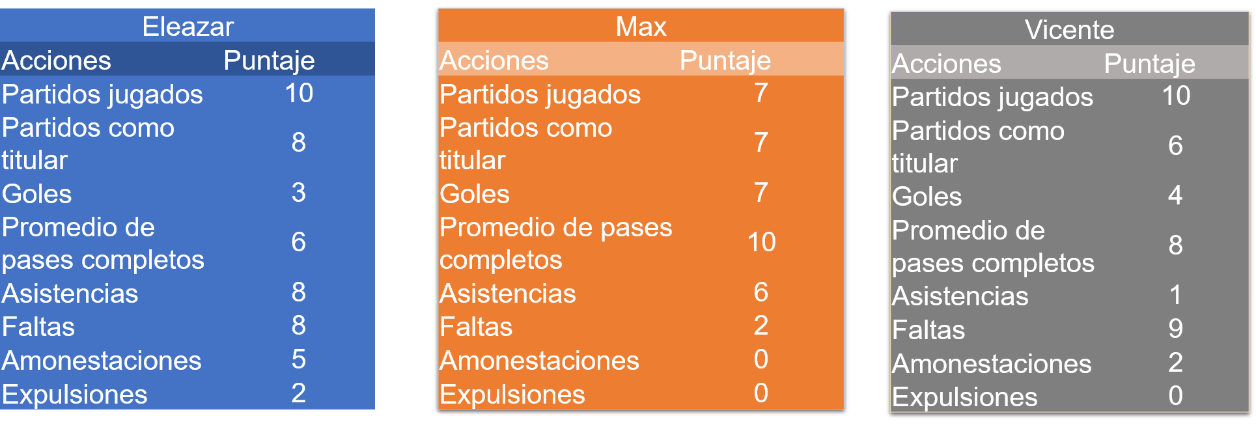 Eleazar
Acciones Puntaje
Partidos jugados 10
Partidos como
titular 8
Goles 3
Promedio de
pases completos 6
Asistencias 8
Faltas 8
Amonestaciones 5
Expulsiones 2
Max
Acciones Puntaje
Partidos jugados 7
Partidos como
titular 7
Goles 7
Promedio de pases
completos 10
Asistencias 6
Faltas 2
Amonestaciones 0
Expulsiones 0
Vicente
Acciones Puntaje
Partidos jugados 10
Partidos como
titular 6
Goles 4
Promedio de
pases completos 8
Asistencias 1
Faltas 9
Amonestaciones 2
Expulsiones 0